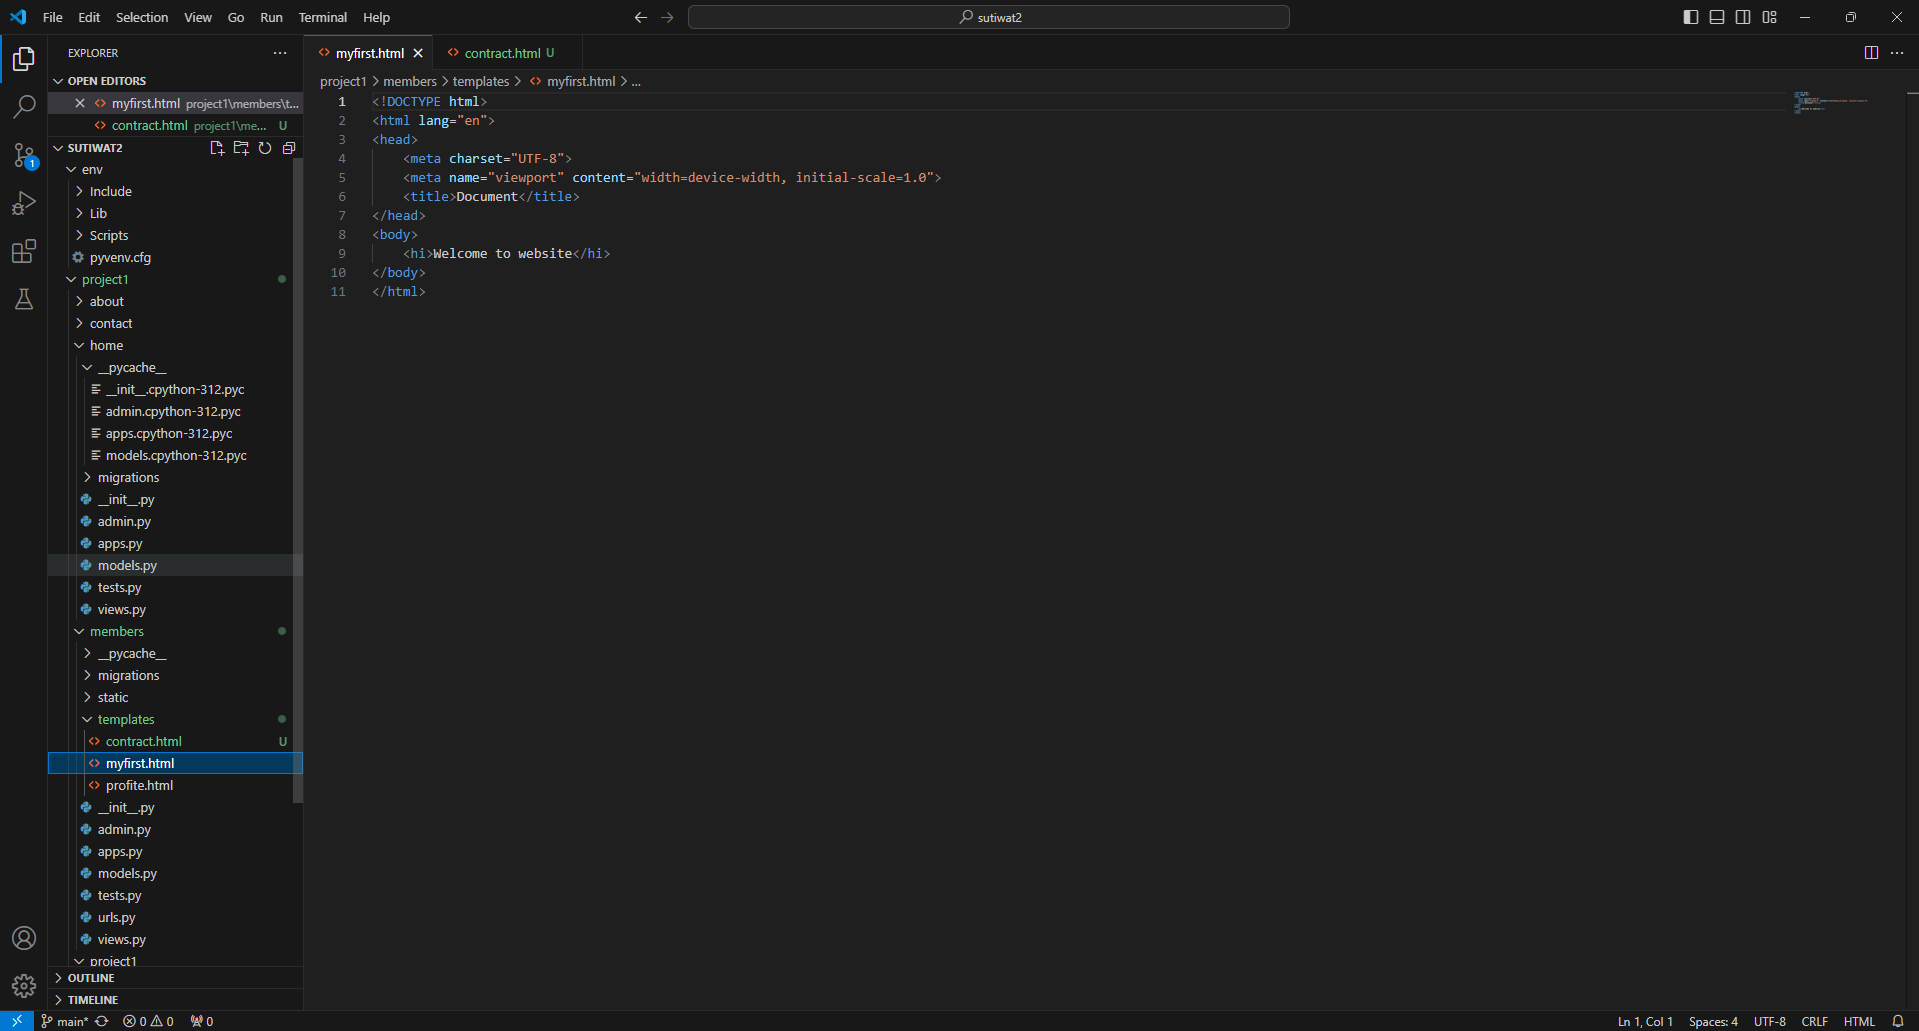 File Edit Selection View Go Run Terminal Help
sutiwat2
EXPLORER
OPEN EDITORS
myfirst.html project1\members\t...
contract.html project1\me... U
SUTIWAT2
env
Include
Lib
Scripts
pyvenv.cfg
project1
about
contact
home
__pycache__
__init__.cpython-312.pyc
admin.cpython-312.pyc
apps.cpython-312.pyc
models.cpython-312.pyc
migrations
__init__.py
admin.py
apps.py
models.py
tests.py
views.py
members
__pycache__
migrations
static
templates
contract.html U
myfirst.html
profite.html
__init__.py
admin.py
apps.py
models.py
tests.py
urls.py
views.py
project1
OUTLINE
TIMELINE
1
myfirst.html contract.html U
project1 > members > templates > myfirst.html > ...
1 <!DOCTYPE html>
2 <html lang="en">
3 <head>
4 <meta charset="UTF-8">
5 <meta name="viewport" content="width=device-width, initial-scale=1.0">
6 <title>Document</title>
7 </head>
8 <body>
9 <hi>Welcome to website</hi>
10 </body>
11 </html>
main* 0 0 0
Ln 1, Col 1 Spaces: 4 UTF-8 CRLF HTML